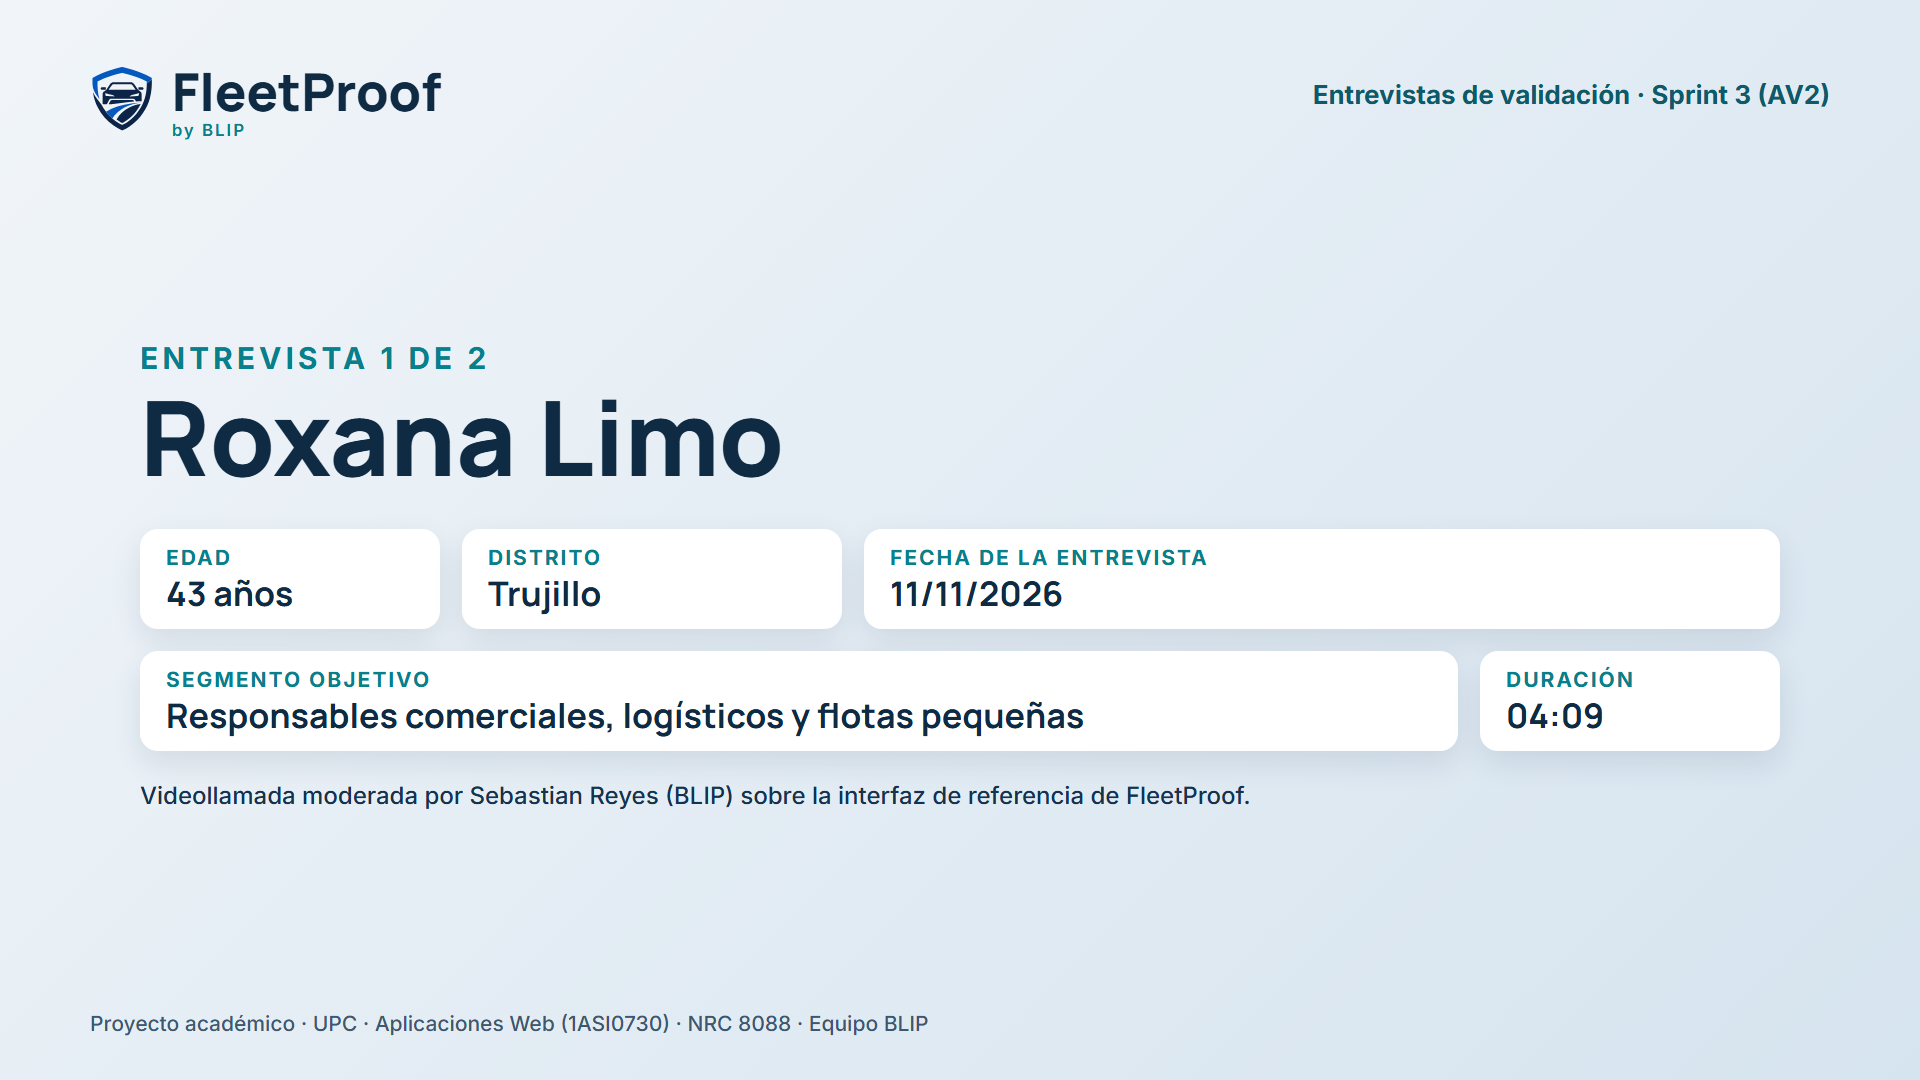 FleetProof
by BLIP
Entrevistas de validación · Sprint 3 (AV2)
ENTREVISTA 1 DE 2
Roxana Limo
EDAD
43 años
DISTRITO
Trujillo
FECHA DE LA ENTREVISTA
11/11/2026
SEGMENTO OBJETIVO
Responsables comerciales, logísticos y flotas pequeñas
DURACIÓN
04:09
Videollamada moderada por Sebastian Reyes (BLIP) sobre la interfaz de referencia de FleetProof.
Proyecto académico · UPC · Aplicaciones Web (1ASI0730) · NRC 8088 · Equipo BLIP